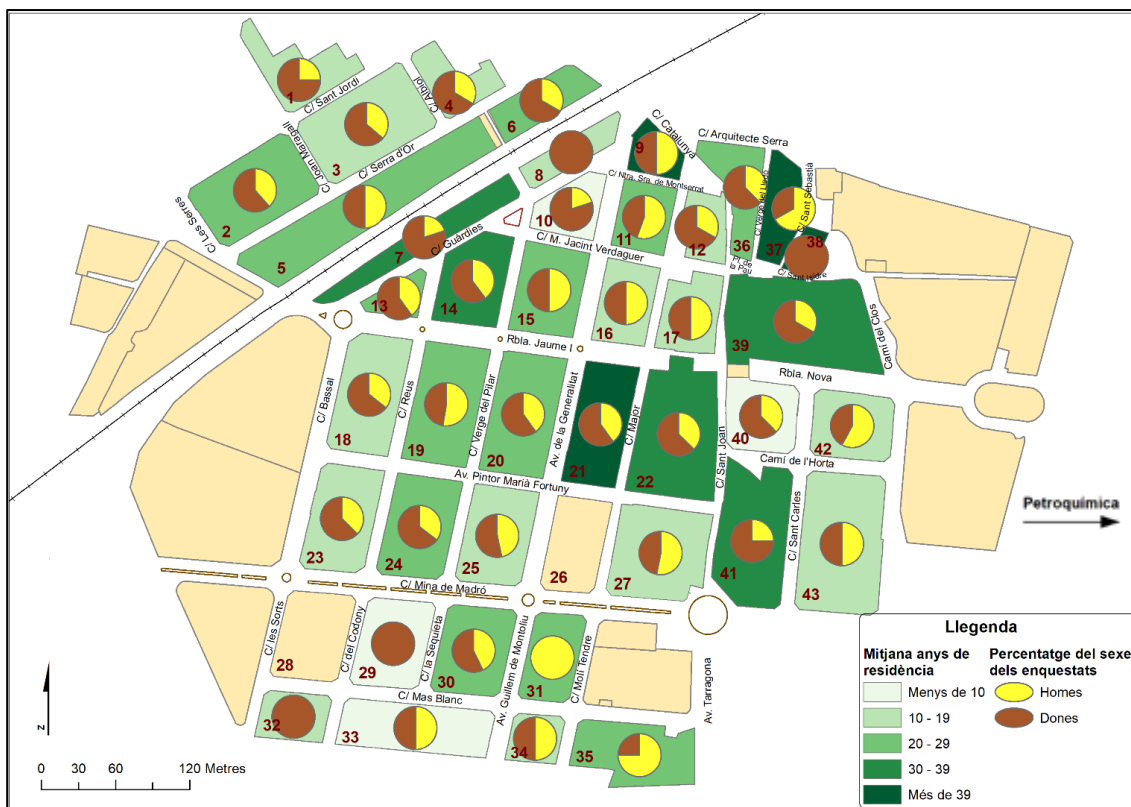 1
C/ Sant Jordi
C/ Albiol
4
6
C/ Joan Maragall
3
C/ Serra d'Or
2
C/ Les Serres
5
8
9
C/ Catalunya
C/ Arquitecte Serra
C/ Ntra. Sra. de Montserrat
10
C/ M. Jacint Verdaguer
11
12
36
C/ Verge del Lledó
37
C/ Sant Sebastià
38
C/ Sant Isidre
Pl. de
la Pau
7
C/ Guàrdies
13
14
15
16
17
39
Camí del Clos
Rbla. Jaume I
Rbla. Nova
C/ Bassal
18
C/ Reus
19
C/ Verge del Pilar
20
Av. de la Generalitat
21
C/ Major
22
C/ Sant Joan
40
42
Camí de l'Horta
Av. Pintor Marià Fortuny
23
24
25
26
27
41
C/ Sant Carles
43
Petroquímica
C/ Mina de Madró
C/ les Sorts
28
C/ del Codony
29
C/ la Sequieta
30
Av. Guillem de Montoliu
31
C/ Molí Tendre
Av. Tarragona
C/ Mas Blanc
32
33
34
35
N
0 30 60 120 Metres
Llegenda
Mitjana anys de
residència
Menys de 10
10 - 19
20 - 29
30 - 39
Més de 39
Percentatge del sexe
dels enquestats
Homes
Dones